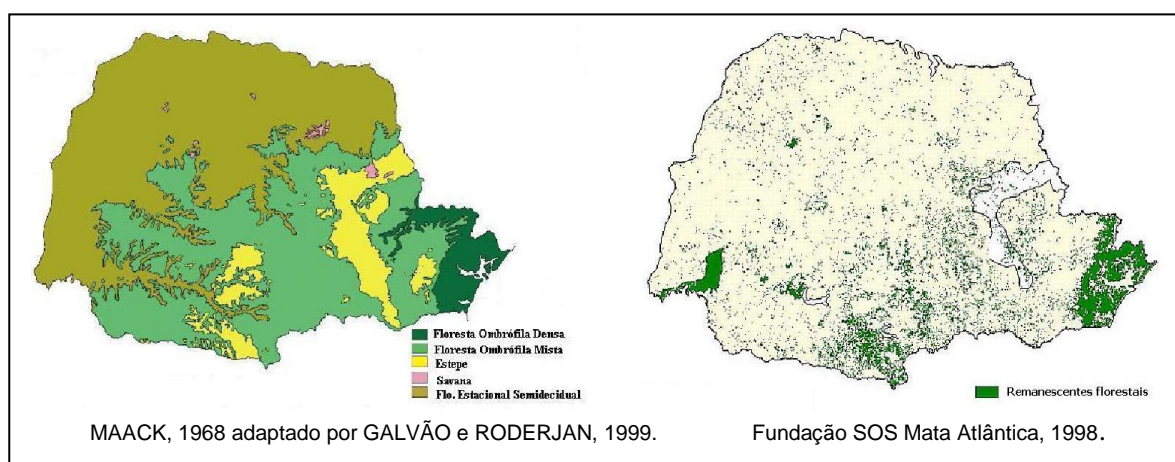 Floresta Ombrófila Densa
Floresta Ombrófila Mista
Estepe
Savana
Flo. Estacional Semidecidual
Remanescentes florestais
MAACK, 1968 adaptado por GALVÃO e RODERJAN, 1999.
Fundação SOS Mata Atlântica, 1998.